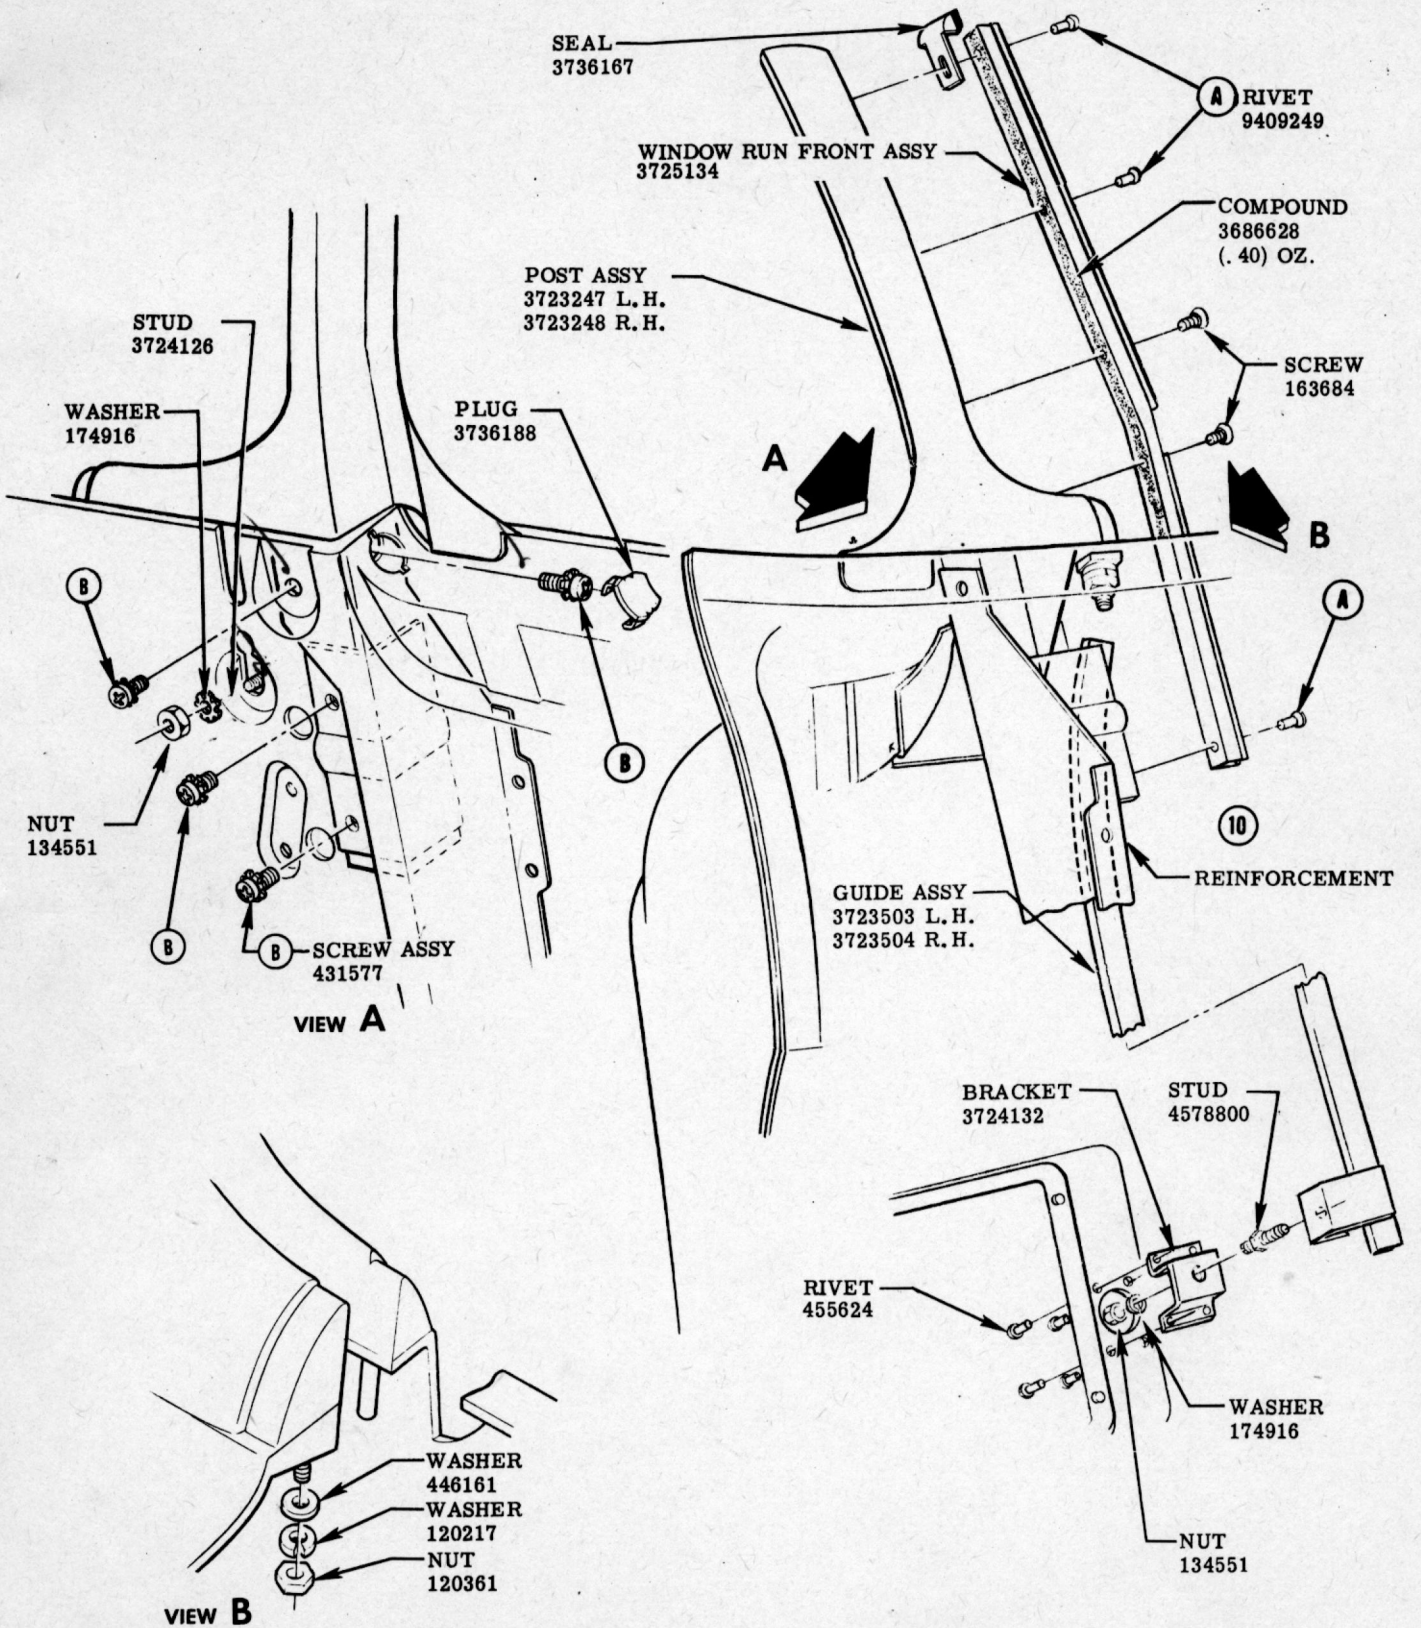 SEAL
3736167
A RIVET
9409249
WINDOW RUN FRONT ASSY
3725134
COMPOUND
3686628
(. 40) OZ.
POST ASSY
3723247 L.H.
3723248 R.H.
STUD
3724126
SCREW
163684
WASHER
174916
PLUG
3736188
A
B
B
A
B
NUT
134551
10
REINFORCEMENT
GUIDE ASSY
3723503 L.H.
3723504 R.H.
B
B SCREW ASSY
431577
VIEW A
BRACKET
3724132
STUD
4578800
RIVET
455624
WASHER
174916
WASHER
446161
WASHER
120217
NUT
120361
NUT
134551
VIEW B